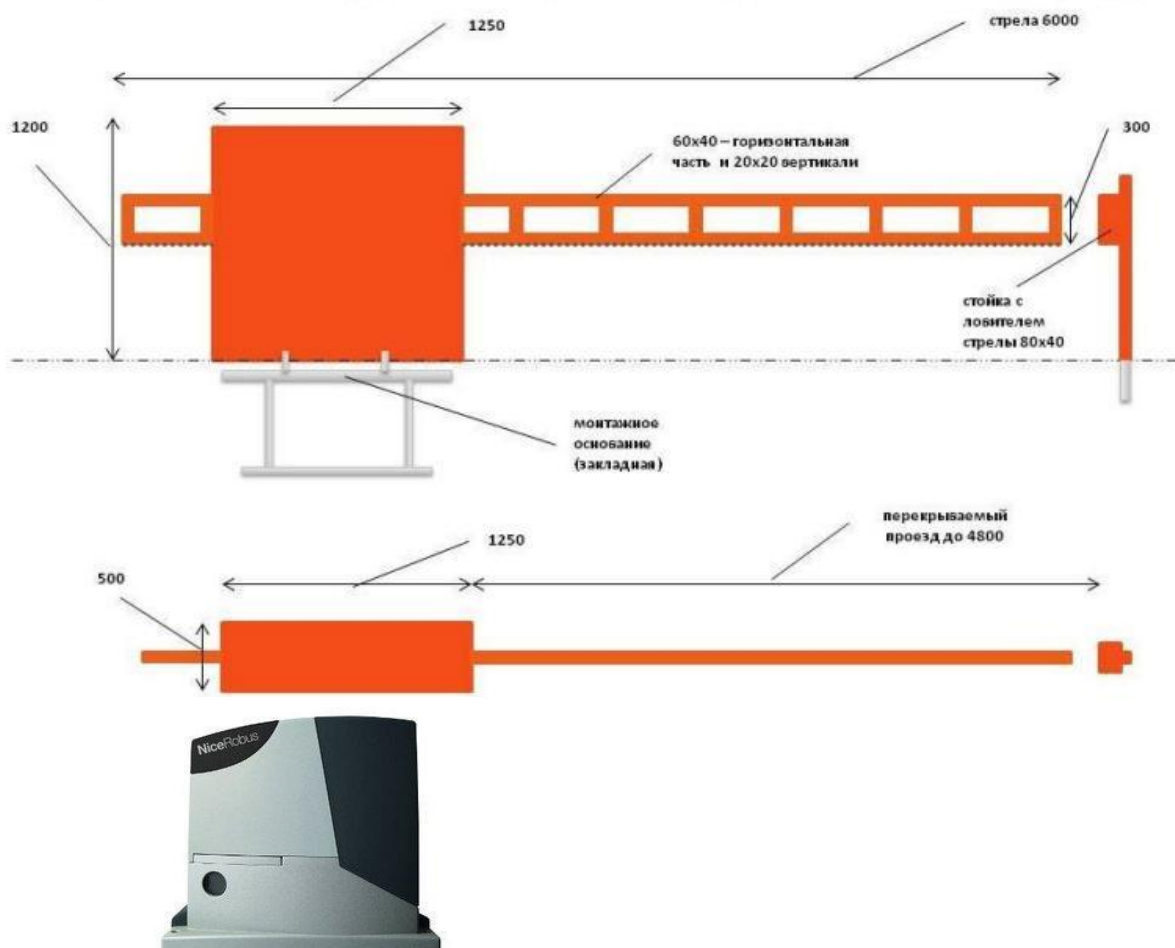 1250
стрела 6000
1200
60х40 – горизонтальная
часть и 20х20 вертикали
300
стойка с
ловителем
стрелы 80х40
монтажное
основание
(закладная)
перекрываемый
проезд до 4800
1250
500
NiceRobus